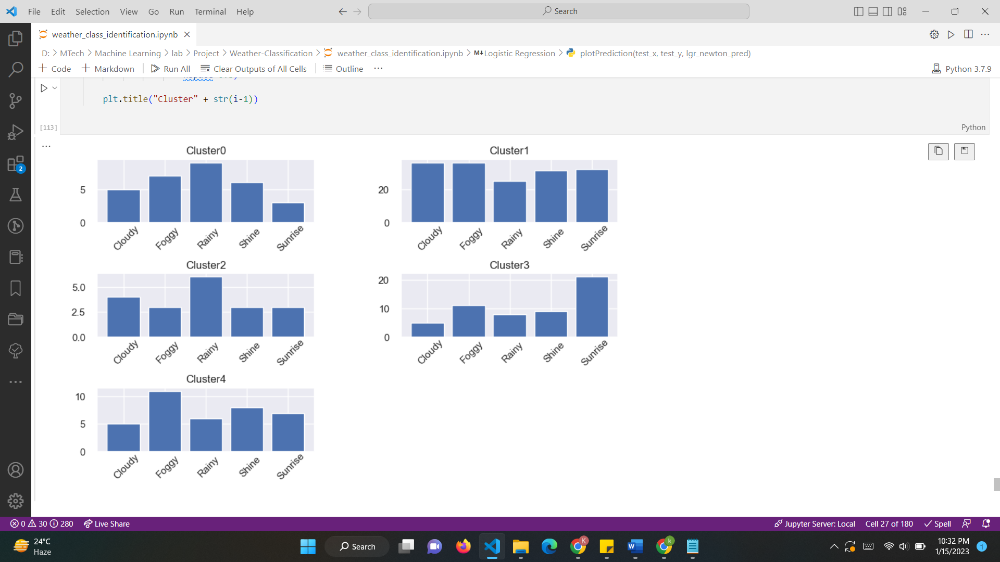 File Edit Selection View Go Run Terminal Help
Search
weather_class_identification.ipynb
D: > MTech > Machine Learning > lab > Project > Weather-Classification > weather_class_identification.ipynb > M↓Logistic Regression > plotPrediction(test_x, test_y, lgr_newton_pred)
+ Code + Markdown Run All Clear Outputs of All Cells Outline ... Python 3.7.9
plt.title("Cluster" + str(i-1))
[113]
Python
Cluster0
5
0
Cloudy Foggy Rainy Shine Sunrise
Cluster1
20
0
Cloudy Foggy Rainy Shine Sunrise
Cluster2
5.0
2.5
0.0
Cloudy Foggy Rainy Shine Sunrise
Cluster3
20
10
0
Cloudy Foggy Rainy Shine Sunrise
Cluster4
10
5
0
Cloudy Foggy Rainy Shine Sunrise
2
0 30 280 Live Share
Jupyter Server: Local Cell 27 of 180 Spell
24°C
Haze
Search
10:32 PM
1/15/2023
1